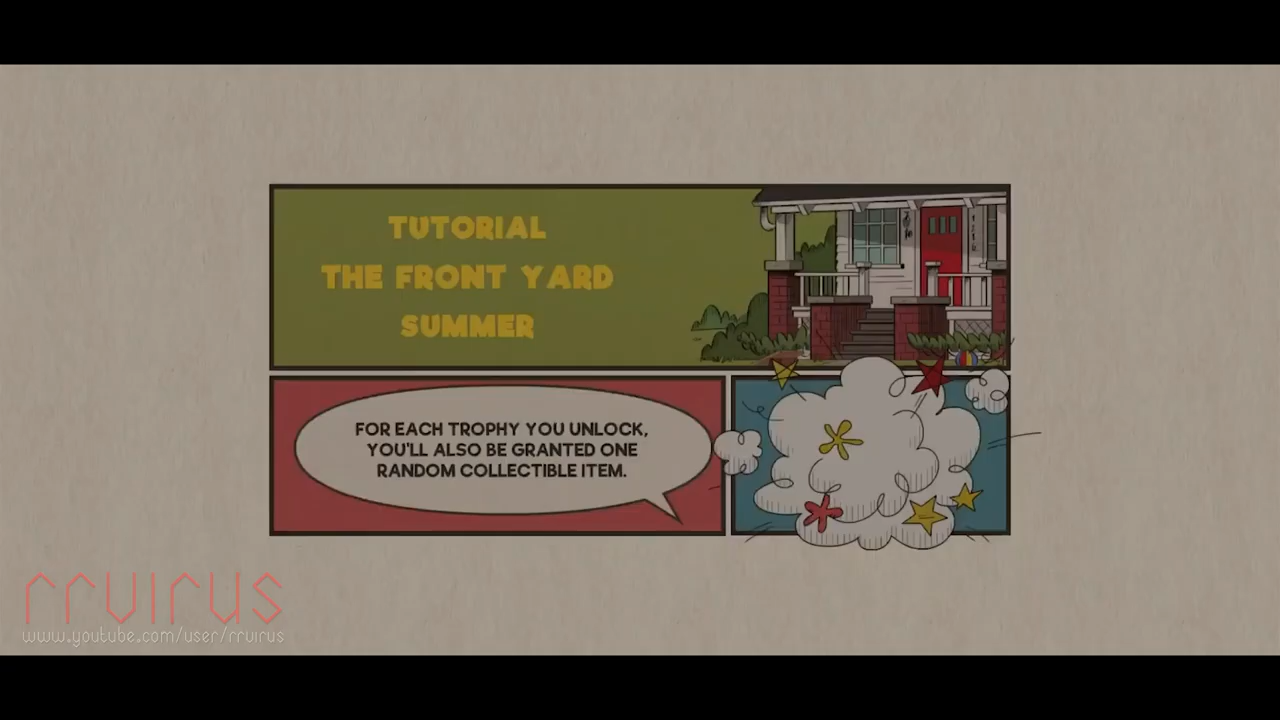 TUTORIAL
THE FRONT YARD
SUMMER
FOR EACH TROPHY YOU UNLOCK,
YOU'LL ALSO BE GRANTED ONE
RANDOM COLLECTIBLE ITEM.
rrvirus
www.youtube.com/user/rrvirus